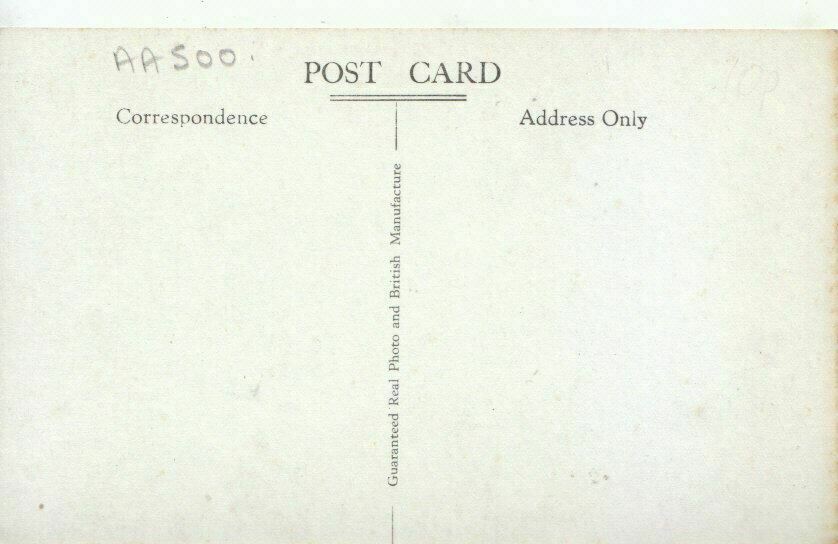 AA500.
POST CARD
Correspondence
Address Only
Guaranteed Real Photo and British Manufacture